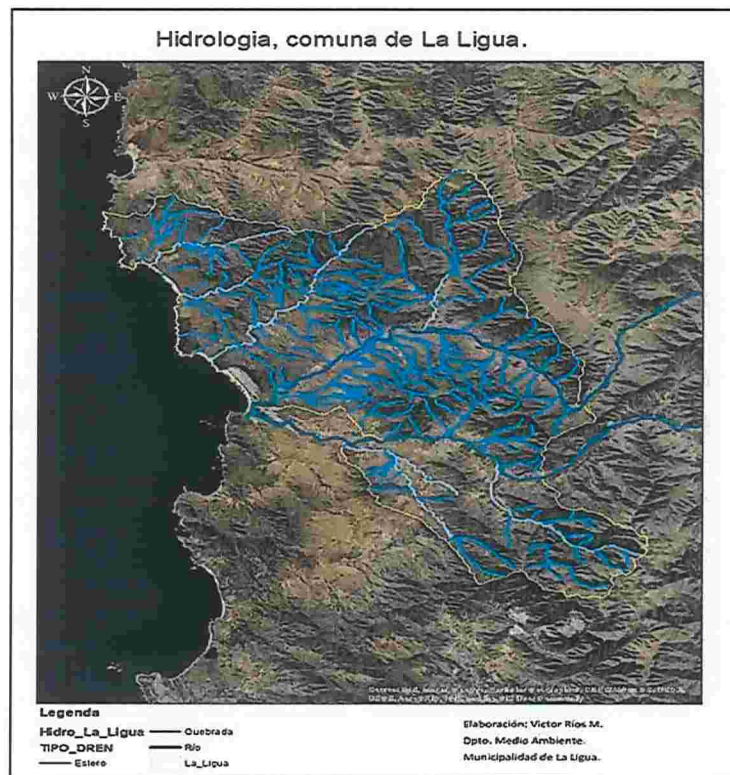 Hidrologia, comuna de La Ligua.
N
W E
S
Legenda
Hidro_La_Ligua Quebrada
TIPO_DREN Río
Estero La_Ligua
Elaboración: Victor Ríos M.
Dpto. Medio Ambiente.
Municipalidad de La Ligua.